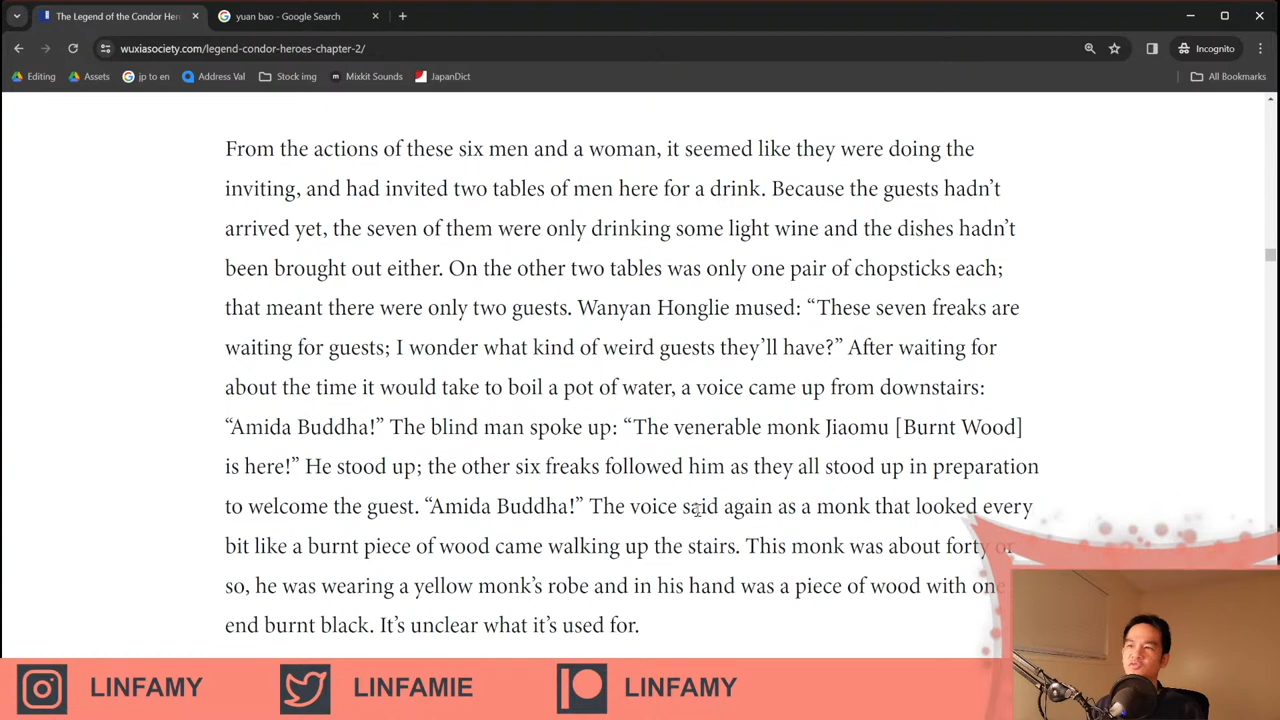 The Legend of the Condor Her
yuan bao - Google Search
wuxiasociety.com/legend-condor-heroes-chapter-2/
Incognito
Editing
Assets
jp to en
Address Val
Stock img
Mixkit Sounds
JapanDict
All Bookmarks
From the actions of these six men and a woman, it seemed like they were doing the
inviting, and had invited two tables of men here for a drink. Because the guests hadn’t
arrived yet, the seven of them were only drinking some light wine and the dishes hadn’t
been brought out either. On the other two tables was only one pair of chopsticks each;
that meant there were only two guests. Wanyan Honglie mused: “These seven freaks are
waiting for guests; I wonder what kind of weird guests they’ll have?” After waiting for
about the time it would take to boil a pot of water, a voice came up from downstairs:
“Amida Buddha!” The blind man spoke up: “The venerable monk Jiaomu [Burnt Wood]
is here!” He stood up; the other six freaks followed him as they all stood up in preparation
to welcome the guest. “Amida Buddha!” The voice said again as a monk that looked every
bit like a burnt piece of wood came walking up the stairs. This monk was about forty or
so, he was wearing a yellow monk’s robe and in his hand was a piece of wood with one
end burnt black. It’s unclear what it’s used for.
LINFAMY
LINFAMIE
LINFAMY